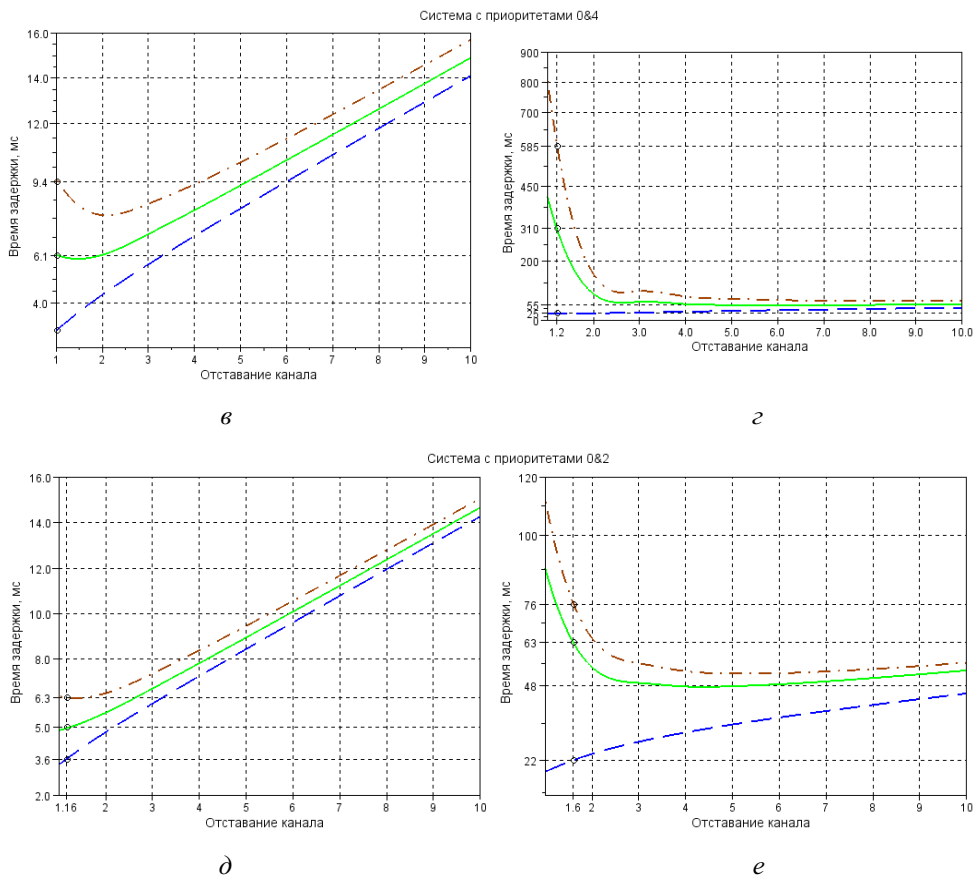 Система с приоритетами 0&4
16.0
14.0
12.0
9.4
6.1
4.0
Время задержки, мс
1 2 3 4 5 6 7 8 9 10
Отставание канала
900
800
700
585
450
310
200
55
25
0
Время задержки, мс
1.2 2.0 3.0 4.0 5.0 6.0 7.0 8.0 9.0 10.0
Отставание канала
в
г
Система с приоритетами 0&2
16.0
14.0
12.0
10.0
8.0
6.3
5.0
3.6
2.0
Время задержки, мс
1.16 2 3 4 5 6 7 8 9 10
Отставание канала
120
100
76
63
48
22
Время задержки, мс
1.6 2 3 4 5 6 7 8 9 10
Отставание канала
д
е